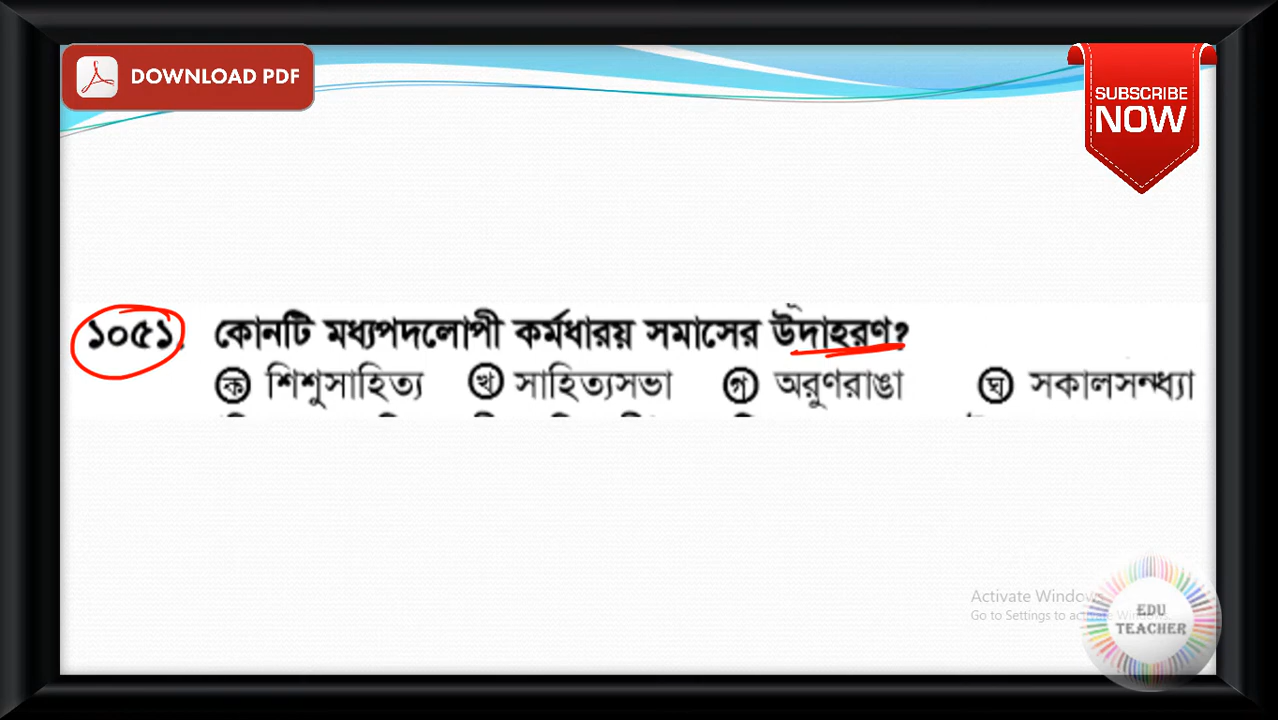 DOWNLOAD PDF
SUBSCRIBE
NOW
১০৫১. কোনটি মধ্যপদলোপী কর্মধারয় সমাসের উদাহরণ?
ক শিশুসাহিত্য খ সাহিত্যসভা গ অরুণরাঙা ঘ সকালসন্ধ্যা
Activate Windows
Go to Settings to activate Windows.
EDU
TEACHER